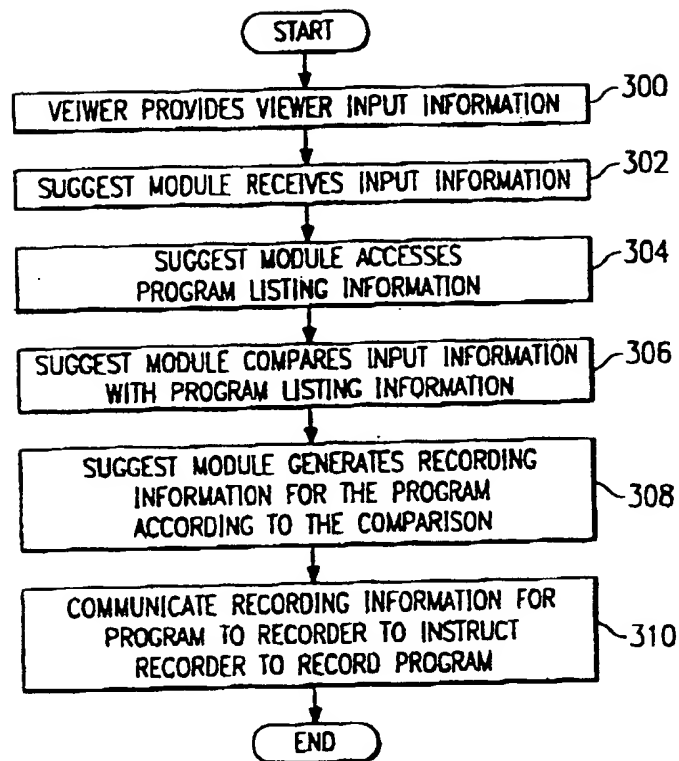 START
VEIWER PROVIDES VIEWER INPUT INFORMATION
300
SUGGEST MODULE RECEIVES INPUT INFORMATION
302
SUGGEST MODULE ACCESSES
PROGRAM LISTING INFORMATION
304
SUGGEST MODULE COMPARES INPUT INFORMATION
WITH PROGRAM LISTING INFORMATION
306
SUGGEST MODULE GENERATES RECORDING
INFORMATION FOR THE PROGRAM
ACCORDING TO THE COMPARISON
308
COMMUNICATE RECORDING INFORMATION FOR
PROGRAM TO RECORDER TO INSTRUCT
RECORDER TO RECORD PROGRAM
310
END